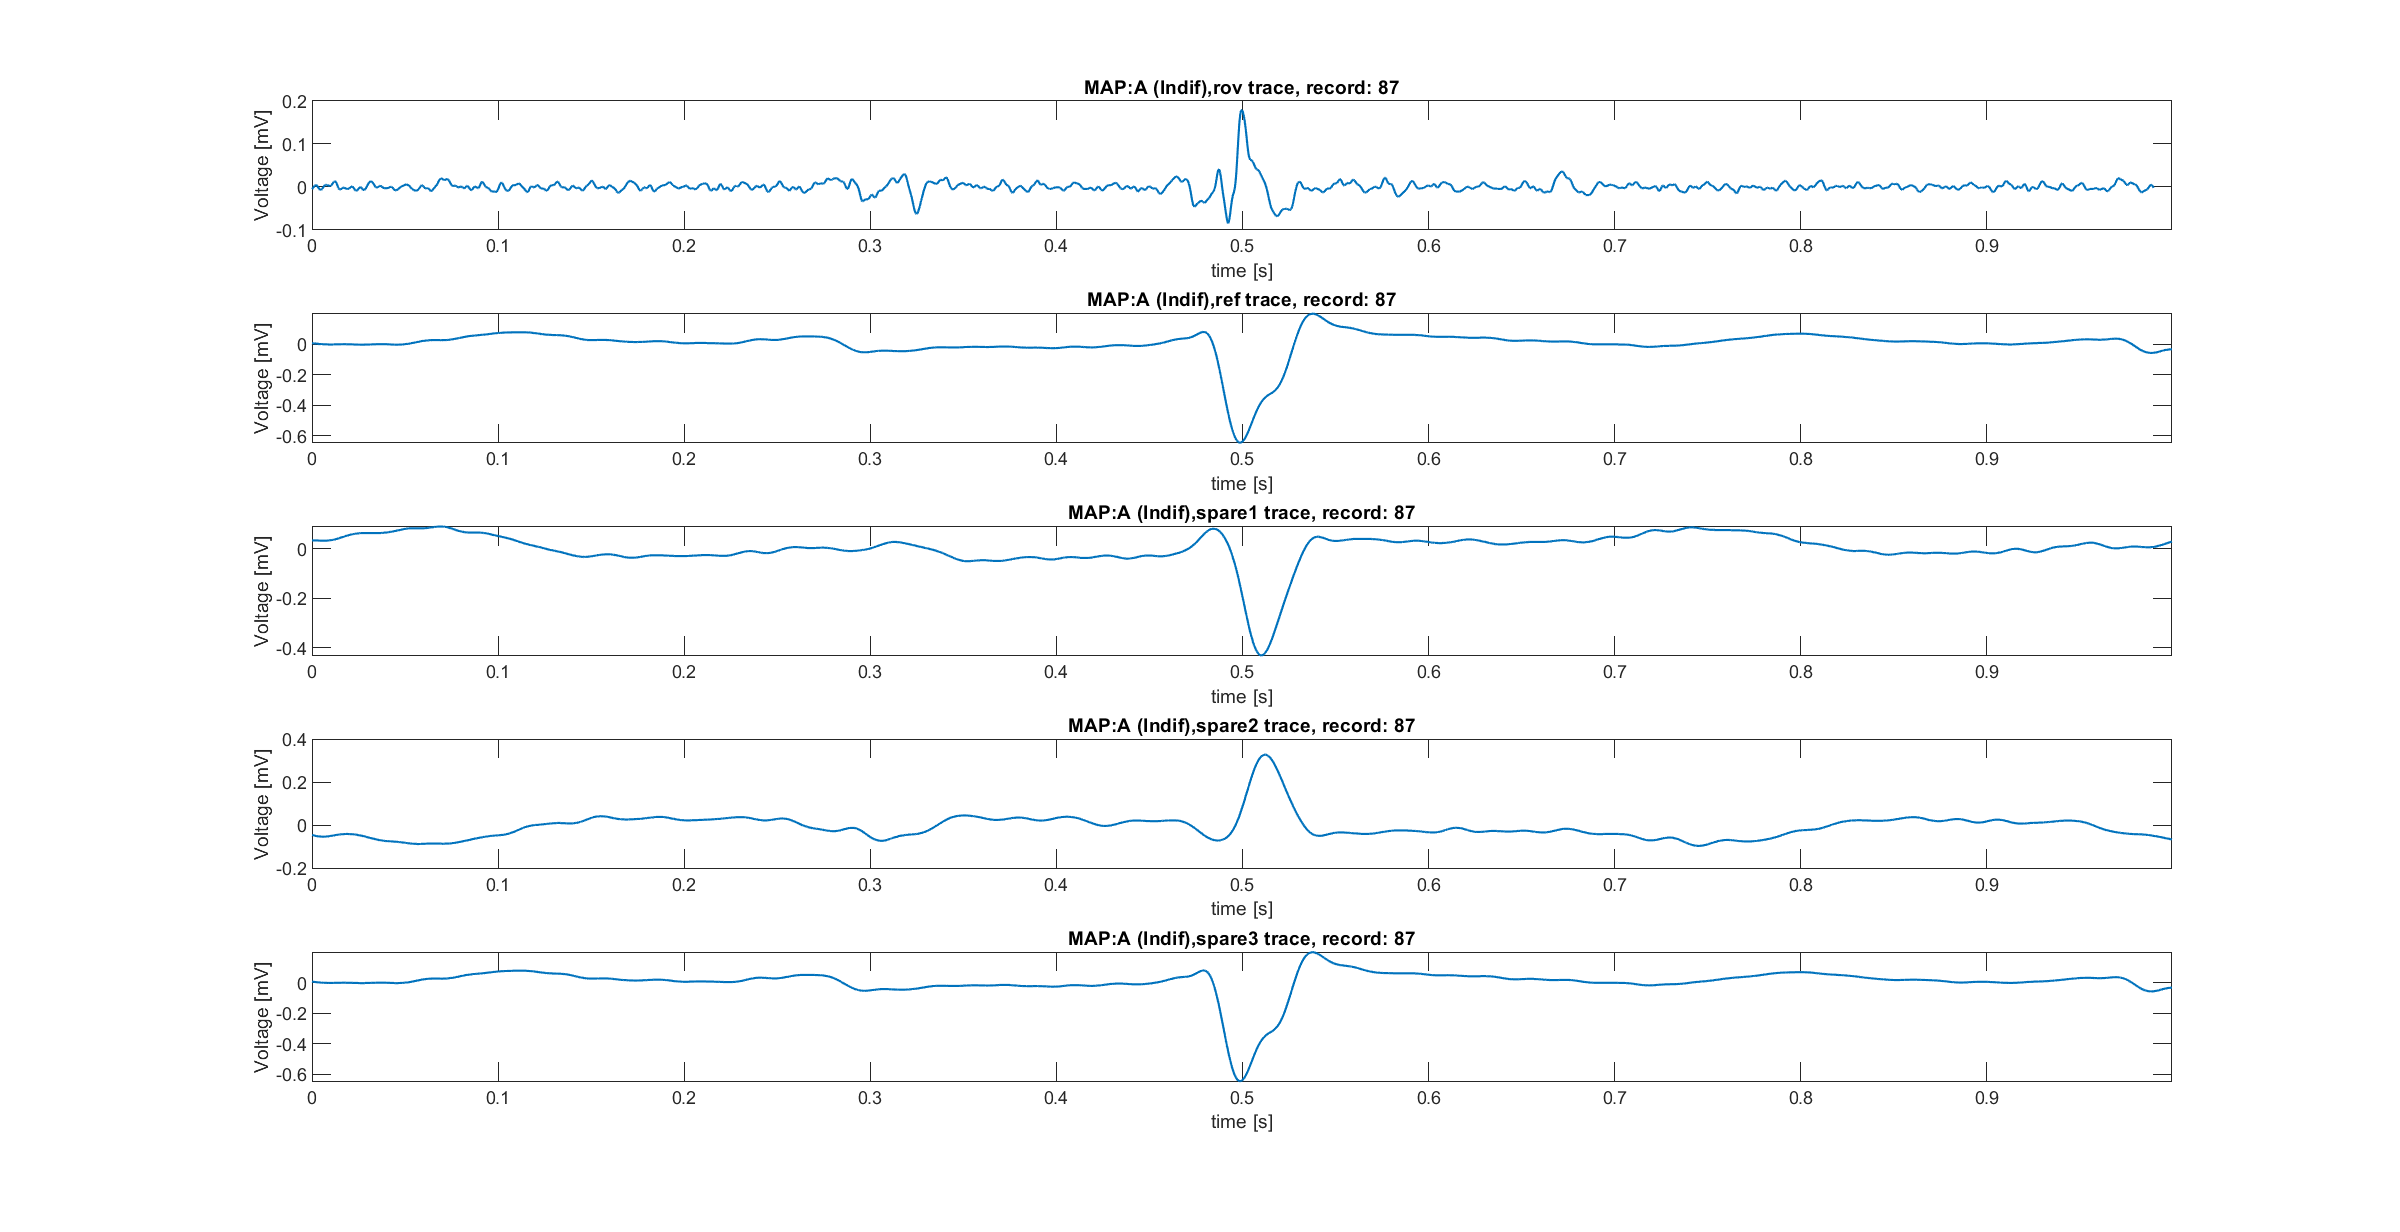 MAP:A (Indif),rov trace, record: 87
Voltage [mV]
0.2
0.1
0
-0.1
0 0.1 0.2 0.3 0.4 0.5 0.6 0.7 0.8 0.9
time [s]
MAP:A (Indif),ref trace, record: 87
Voltage [mV]
0
-0.2
-0.4
-0.6
0 0.1 0.2 0.3 0.4 0.5 0.6 0.7 0.8 0.9
time [s]
MAP:A (Indif),spare1 trace, record: 87
Voltage [mV]
0
-0.2
-0.4
0 0.1 0.2 0.3 0.4 0.5 0.6 0.7 0.8 0.9
time [s]
MAP:A (Indif),spare2 trace, record: 87
Voltage [mV]
0.4
0.2
0
-0.2
0 0.1 0.2 0.3 0.4 0.5 0.6 0.7 0.8 0.9
time [s]
MAP:A (Indif),spare3 trace, record: 87
Voltage [mV]
0
-0.2
-0.4
-0.6
0 0.1 0.2 0.3 0.4 0.5 0.6 0.7 0.8 0.9
time [s]